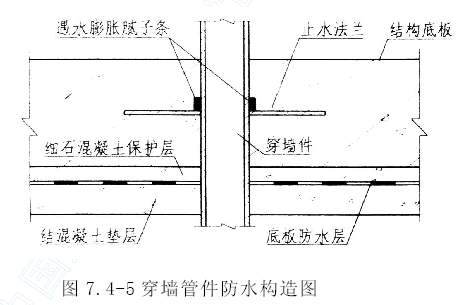 遇水膨胀腻子条
止水法兰
结构底板
细石混凝土保护层
穿墙件
结混凝土垫层
底板防水层
图 7.4-5 穿墙管件防水构造图